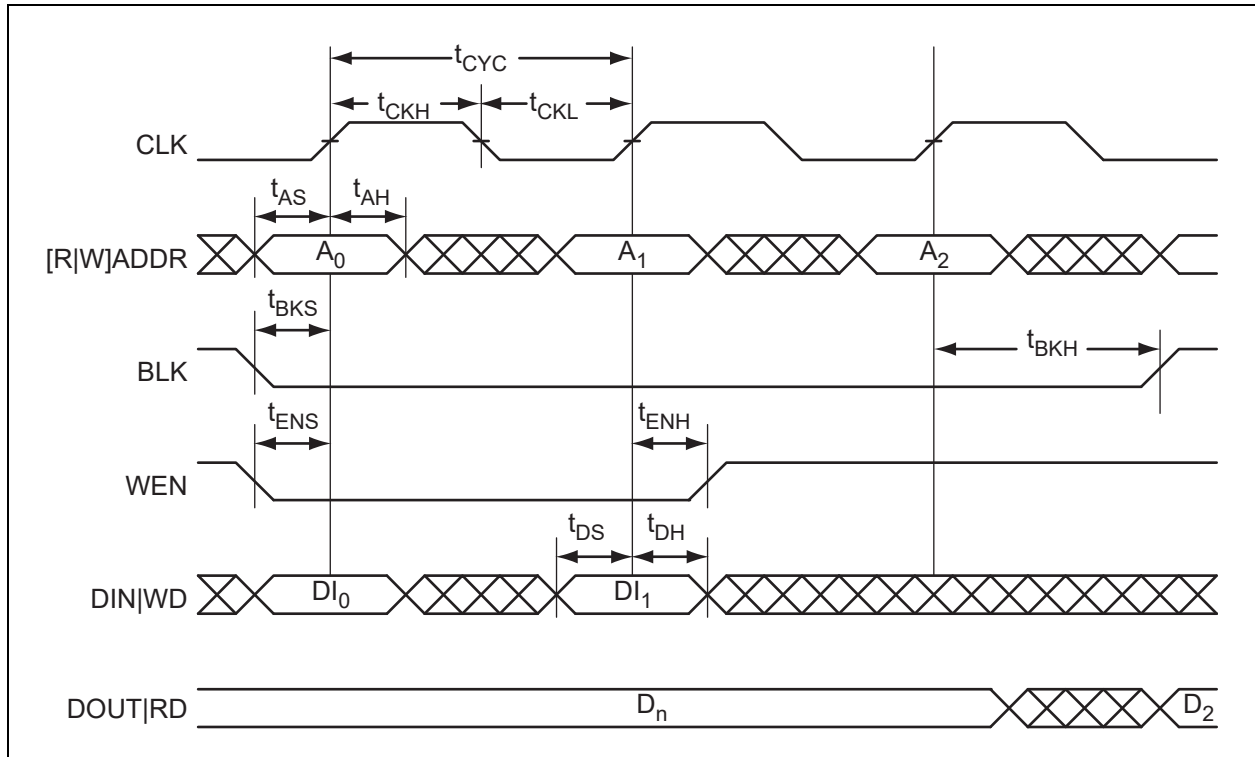 tCYC
tCKH tCKL
CLK
tAS tAH
[R|W]ADDR A0 A1 A2
tBKS
tBKH
BLK
tENS tENH
WEN
tDS tDH
DIN|WD DI0 DI1
DOUT|RD Dn D2